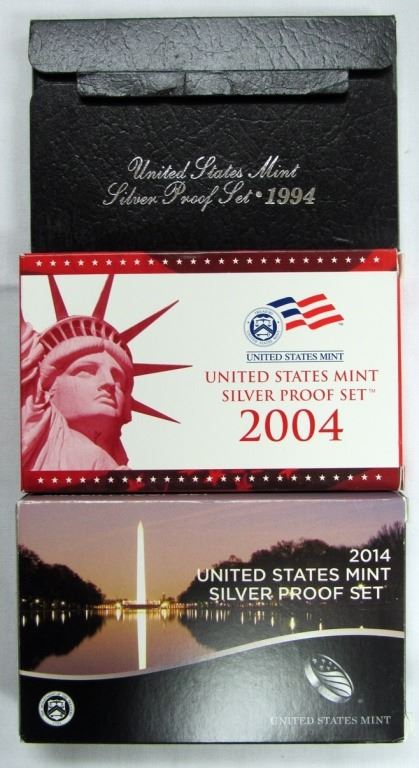 United States Mint
Silver Proof Set • 1994
UNITED STATES MINT
UNITED STATES MINT
SILVER PROOF SET™
2004
2014
UNITED STATES MINT
SILVER PROOF SET
UNITED STATES MINT